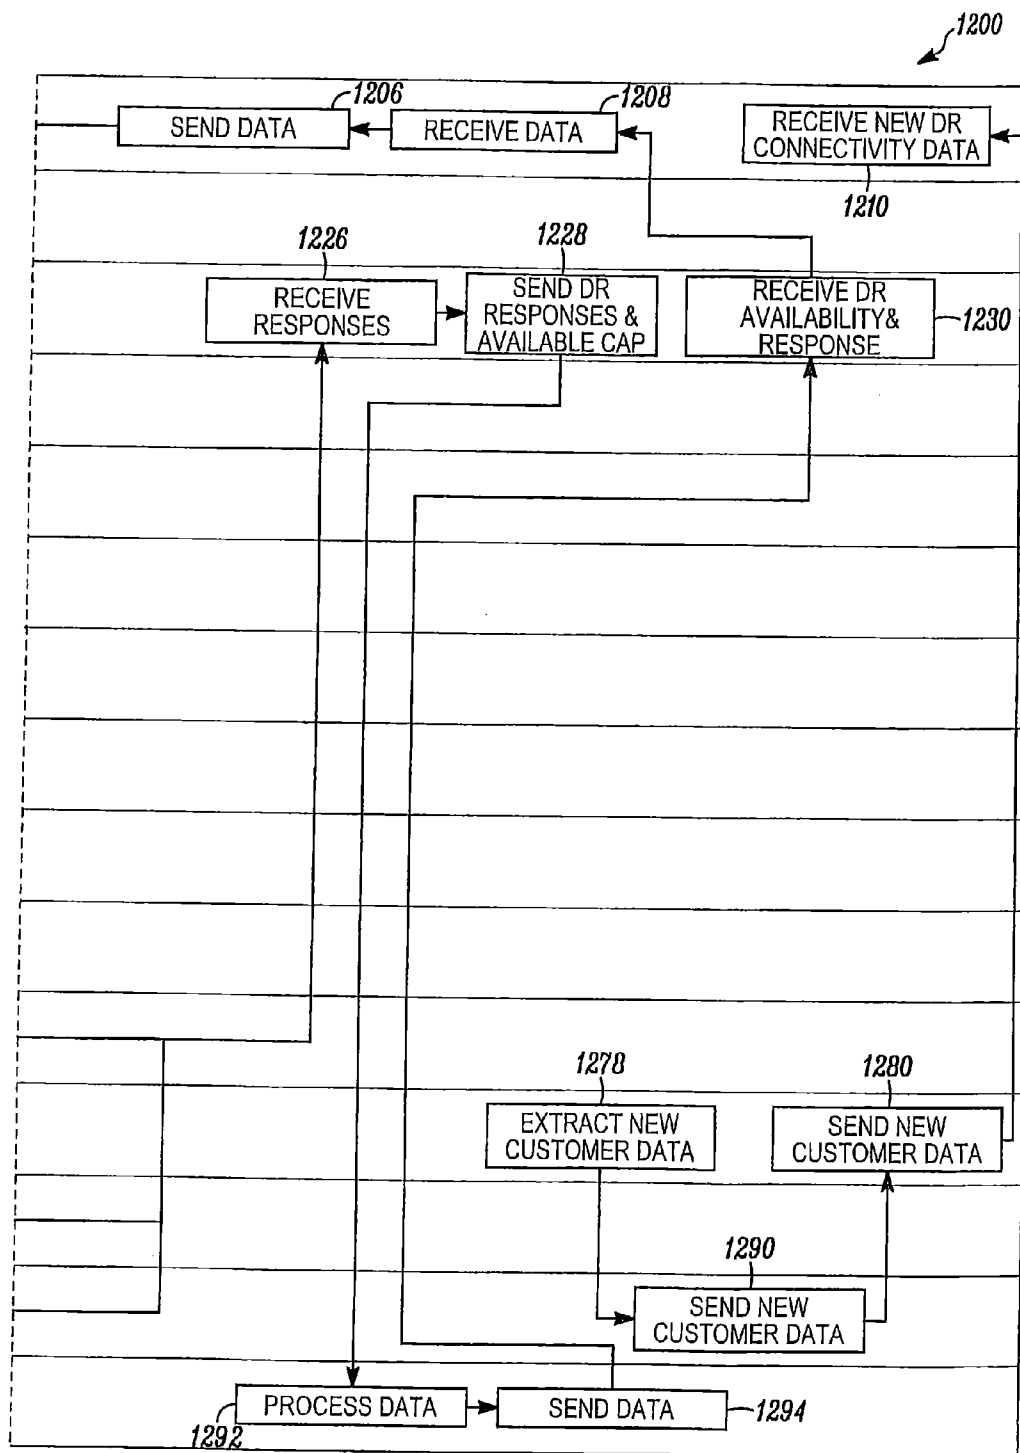 1200
1206
1208
SEND DATA
RECEIVE DATA
RECEIVE NEW DR
CONNECTIVITY DATA
1210
1226
1228
RECEIVE
RESPONSES
SEND DR
RESPONSES &
AVAILABLE CAP
RECEIVE DR
AVAILABILITY&
RESPONSE
1230
1278
1280
EXTRACT NEW
CUSTOMER DATA
SEND NEW
CUSTOMER DATA
1290
SEND NEW
CUSTOMER DATA
PROCESS DATA
1292
SEND DATA
1294